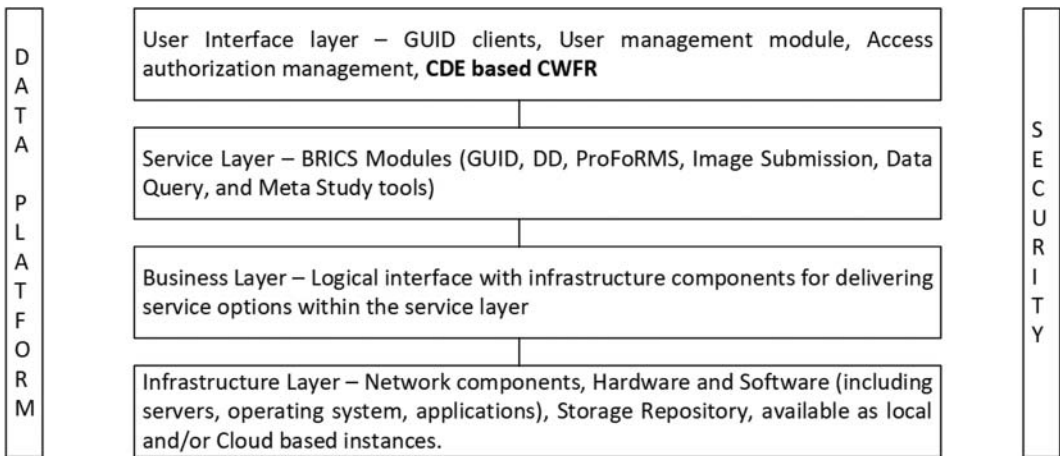 DATA PLATFORM
User Interface layer – GUID clients, User management module, Access
authorization management, CDE based CWFR
Service Layer – BRICS Modules (GUID, DD, ProFoRMS, Image Submission, Data
Query, and Meta Study tools)
Business Layer – Logical interface with infrastructure components for delivering
service options within the service layer
Infrastructure Layer – Network components, Hardware and Software (including
servers, operating system, applications), Storage Repository, available as local
and/or Cloud based instances.
SECURITY